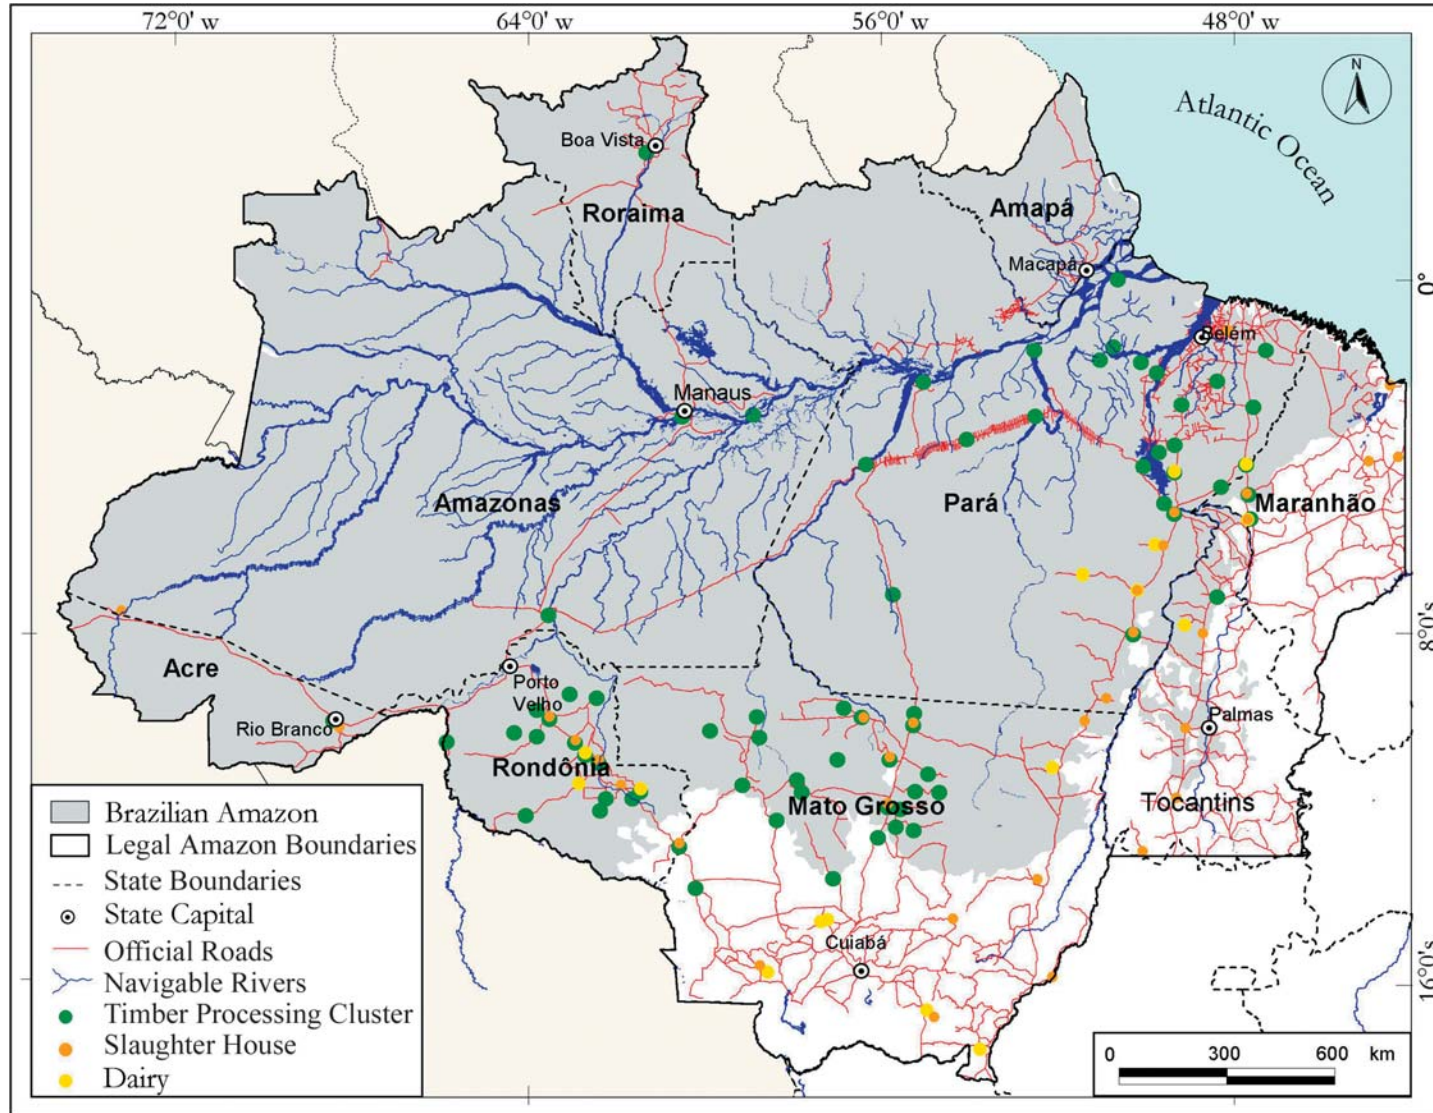 72°0' w 64°0' w 56°0' w 48°0' w
N
Atlantic Ocean
Boa Vista
Roraima
Amapá
Macapá
0°
Belém
Manaus
Amazonas
Pará
Maranhão
8°0's
Acre
Porto
Velho
Rio Branco
Palmas
Rondônia
Mato Grosso
Tocantins
Cuiabá
16°0's
Brazilian Amazon
Legal Amazon Boundaries
State Boundaries
State Capital
Official Roads
Navigable Rivers
Timber Processing Cluster
Slaughter House
Dairy
0 300 600 km